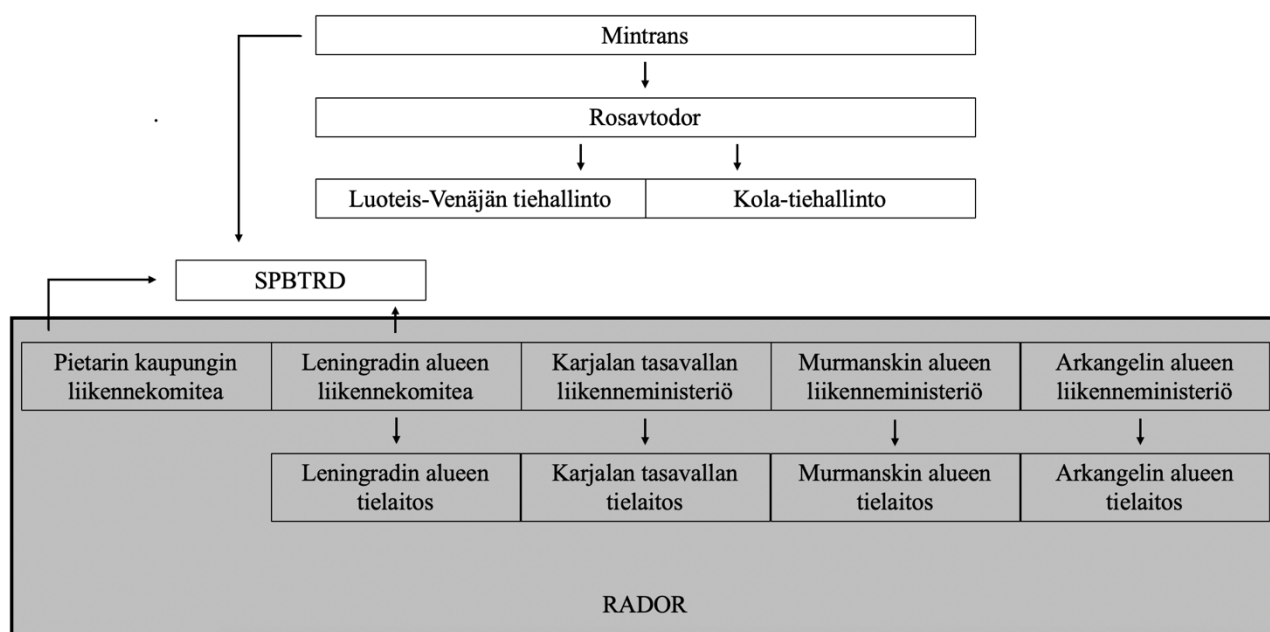 Mintrans
Rosavtodor
Luoteis-Venäjän tiehallinto
Kola-tiehallinto
SPBTRD
Pietarin kaupungin
liikennekomitea
Leningradin alueen
liikennekomitea
Karjalan tasavallan
liikenneministeriö
Murmanskin alueen
liikenneministeriö
Arkangelin alueen
liikenneministeriö
Leningradin alueen
tielaitos
Karjalan tasavallan
tielaitos
Murmanskin alueen
tielaitos
Arkangelin alueen
tielaitos
RADOR